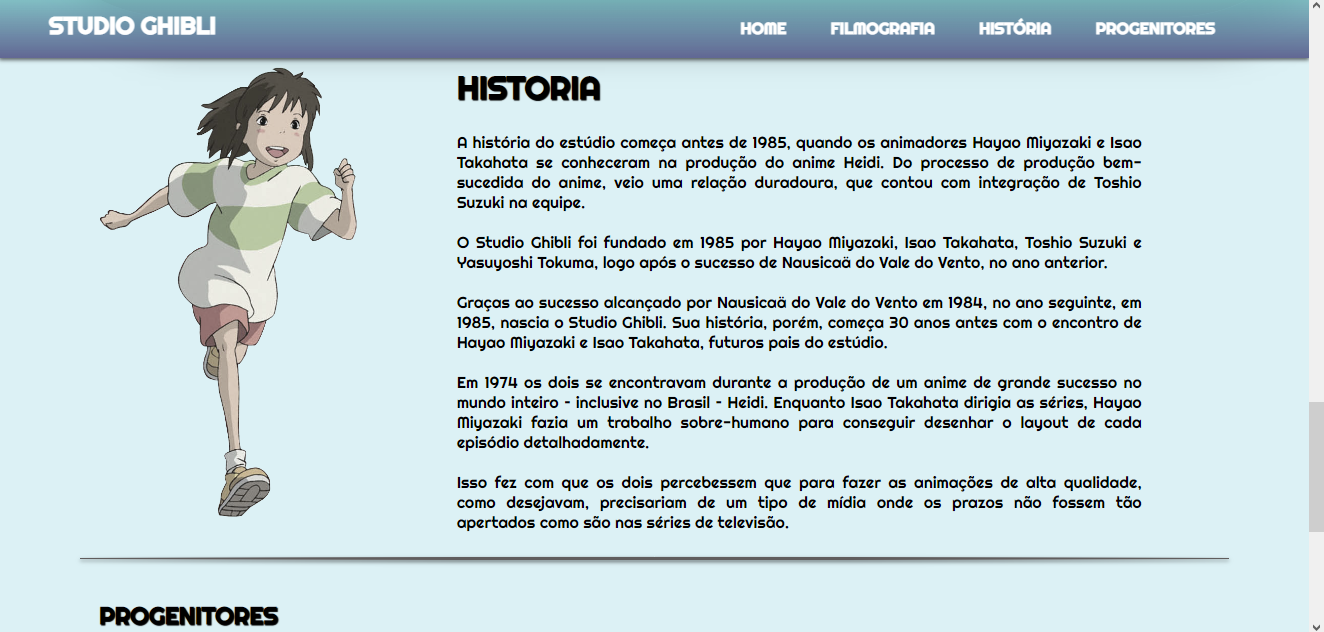 STUDIO GHIBLI
HOME FILMOGRAFIA HISTÓRIA PROGENITORES
HISTORIA
A história do estúdio começa antes de 1985, quando os animadores Hayao Miyazaki e Isao
Takahata se conheceram na produção do anime Heidi. Do processo de produção bem-
sucedida do anime, veio uma relação duradoura, que contou com integração de Toshio
Suzuki na equipe.
O Studio Ghibli foi fundado em 1985 por Hayao Miyazaki, Isao Takahata, Toshio Suzuki e
Yasuyoshi Tokuma, logo após o sucesso de Nausicaä do Vale do Vento, no ano anterior.
Graças ao sucesso alcançado por Nausicaä do Vale do Vento em 1984, no ano seguinte, em
1985, nascia o Studio Ghibli. Sua história, porém, começa 30 anos antes com o encontro de
Hayao Miyazaki e Isao Takahata, futuros pais do estúdio.
Em 1974 os dois se encontravam durante a produção de um anime de grande sucesso no
mundo inteiro - inclusive no Brasil - Heidi. Enquanto Isao Takahata dirigia as séries, Hayao
Miyazaki fazia um trabalho sobre-humano para conseguir desenhar o layout de cada
episódio detalhadamente.
Isso fez com que os dois percebessem que para fazer as animações de alta qualidade,
como desejavam, precisariam de um tipo de mídia onde os prazos não fossem tão
apertados como são nas séries de televisão.
PROGENITORES